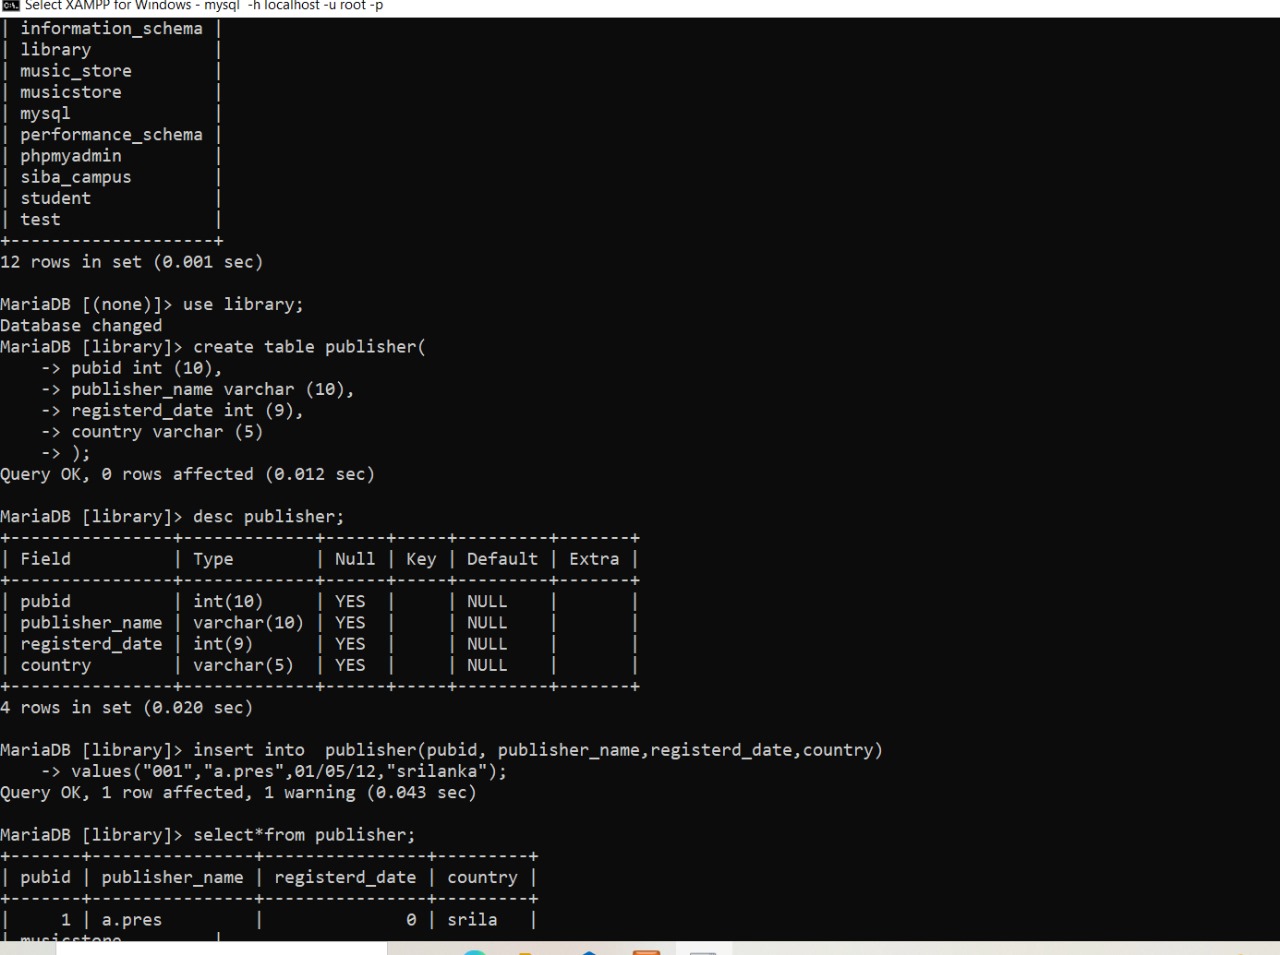 Select XAMPP for Windows - mysql -h localhost -u root -p
| information_schema |
| library            |
| music_store        |
| musicstore         |
| mysql              |
| performance_schema |
| phpmyadmin         |
| siba_campus        |
| student            |
| test               |
+--------------------+
12 rows in set (0.001 sec)
MariaDB [(none)]> use library;
Database changed
MariaDB [library]> create table publisher(
    -> pubid int (10),
    -> publisher_name varchar (10),
    -> registerd_date int (9),
    -> country varchar (5)
    -> );
Query OK, 0 rows affected (0.012 sec)
MariaDB [library]> desc publisher;
+----------------+-------------+------+-----+---------+-------+
| Field          | Type        | Null | Key | Default | Extra |
+----------------+-------------+------+-----+---------+-------+
| pubid          | int(10)     | YES  |     | NULL    |       |
| publisher_name | varchar(10) | YES  |     | NULL    |       |
| registerd_date | int(9)      | YES  |     | NULL    |       |
| country        | varchar(5)  | YES  |     | NULL    |       |
+----------------+-------------+------+-----+---------+-------+
4 rows in set (0.020 sec)
MariaDB [library]> insert into  publisher(pubid, publisher_name,registerd_date,country)
    -> values("001","a.pres",01/05/12,"srilanka");
Query OK, 1 row affected, 1 warning (0.043 sec)
MariaDB [library]> select*from publisher;
+-------+----------------+----------------+---------+
| pubid | publisher_name | registerd_date | country |
+-------+----------------+----------------+---------+
|     1 | a.pres         |              0 | srila   |
| musicstore         |